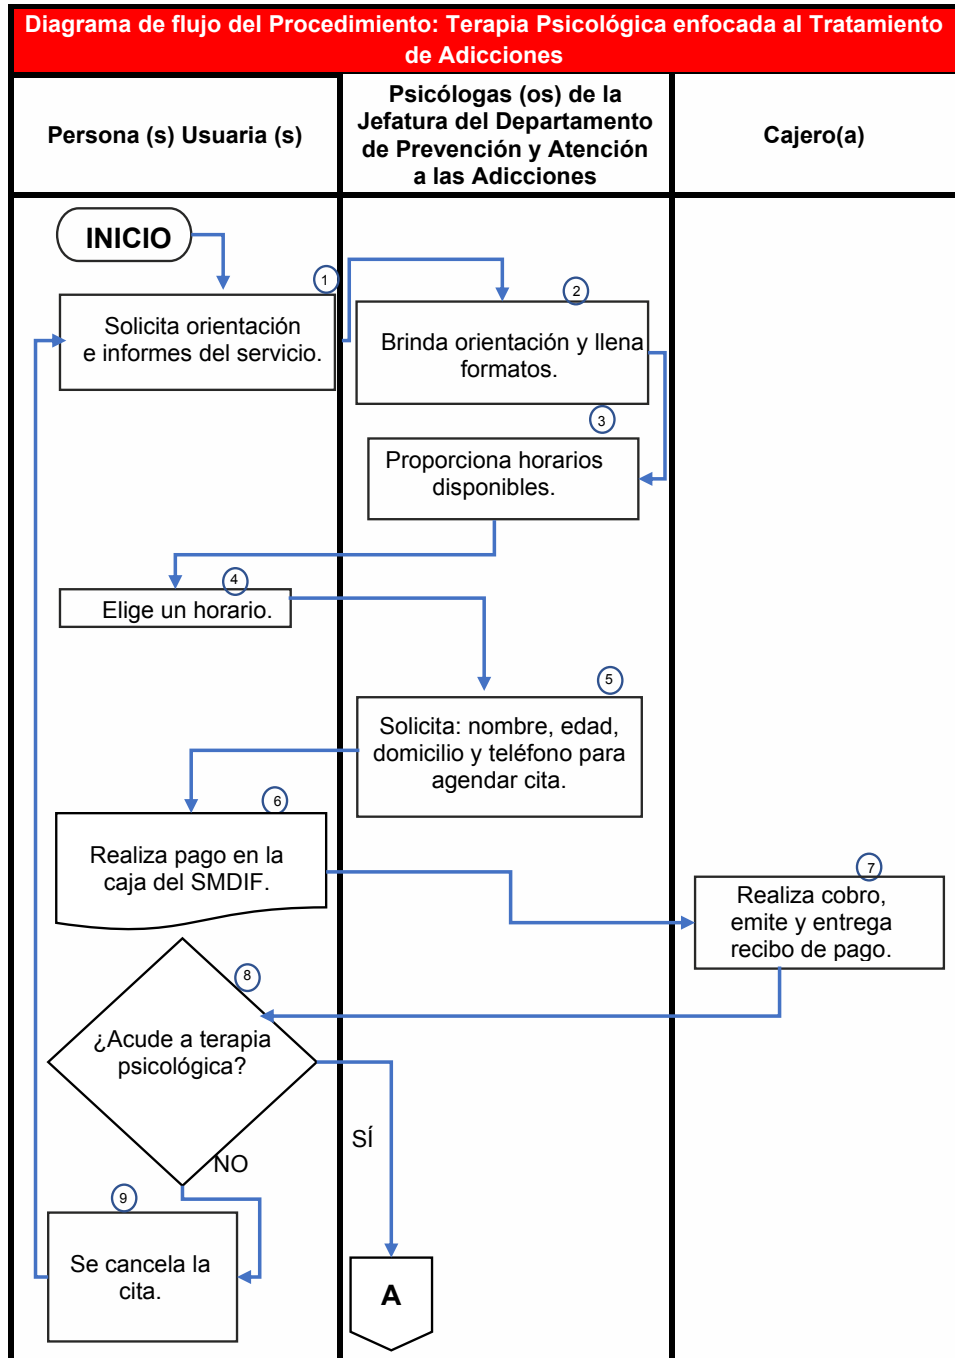 Diagrama de flujo del Procedimiento: Terapia Psicológica enfocada al Tratamiento
de Adicciones
Persona (s) Usuaria (s)
Psicólogas (os) de la
Jefatura del Departamento
de Prevención y Atención
a las Adicciones
Cajero(a)
INICIO
1
Solicita orientación
e informes del servicio.
2
Brinda orientación y llena
formatos.
3
Proporciona horarios
disponibles.
4
Elige un horario.
5
Solicita: nombre, edad,
domicilio y teléfono para
agendar cita.
6
Realiza pago en la
caja del SMDIF.
7
Realiza cobro,
emite y entrega
recibo de pago.
8
¿Acude a terapia
psicológica?
SÍ
NO
9
Se cancela la
cita.
A